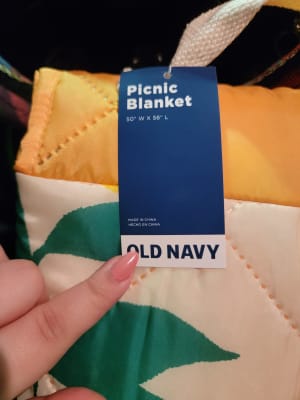 Picnic
Blanket
50" W X 56" L
MADE IN CHINA
HECHO EN CHINA
OLD NAVY